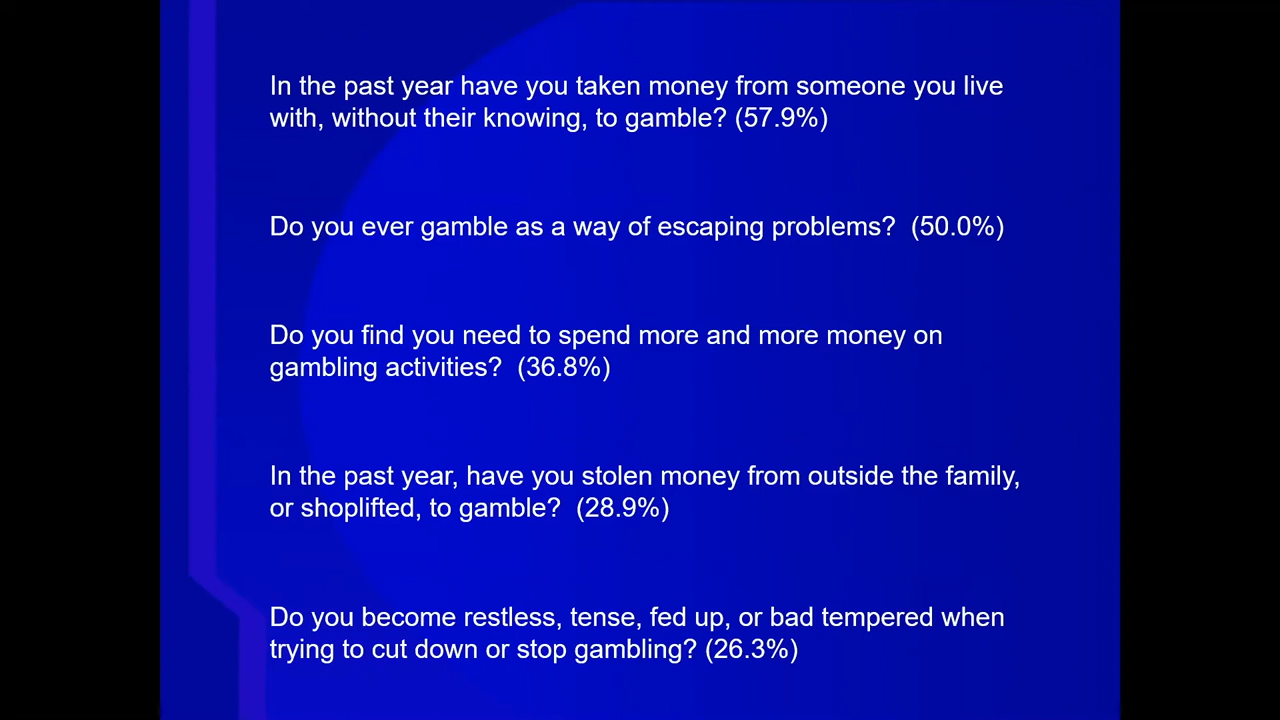 In the past year have you taken money from someone you live
with, without their knowing, to gamble? (57.9%)
Do you ever gamble as a way of escaping problems?  (50.0%)
Do you find you need to spend more and more money on
gambling activities?  (36.8%)
In the past year, have you stolen money from outside the family,
or shoplifted, to gamble?  (28.9%)
Do you become restless, tense, fed up, or bad tempered when
trying to cut down or stop gambling? (26.3%)